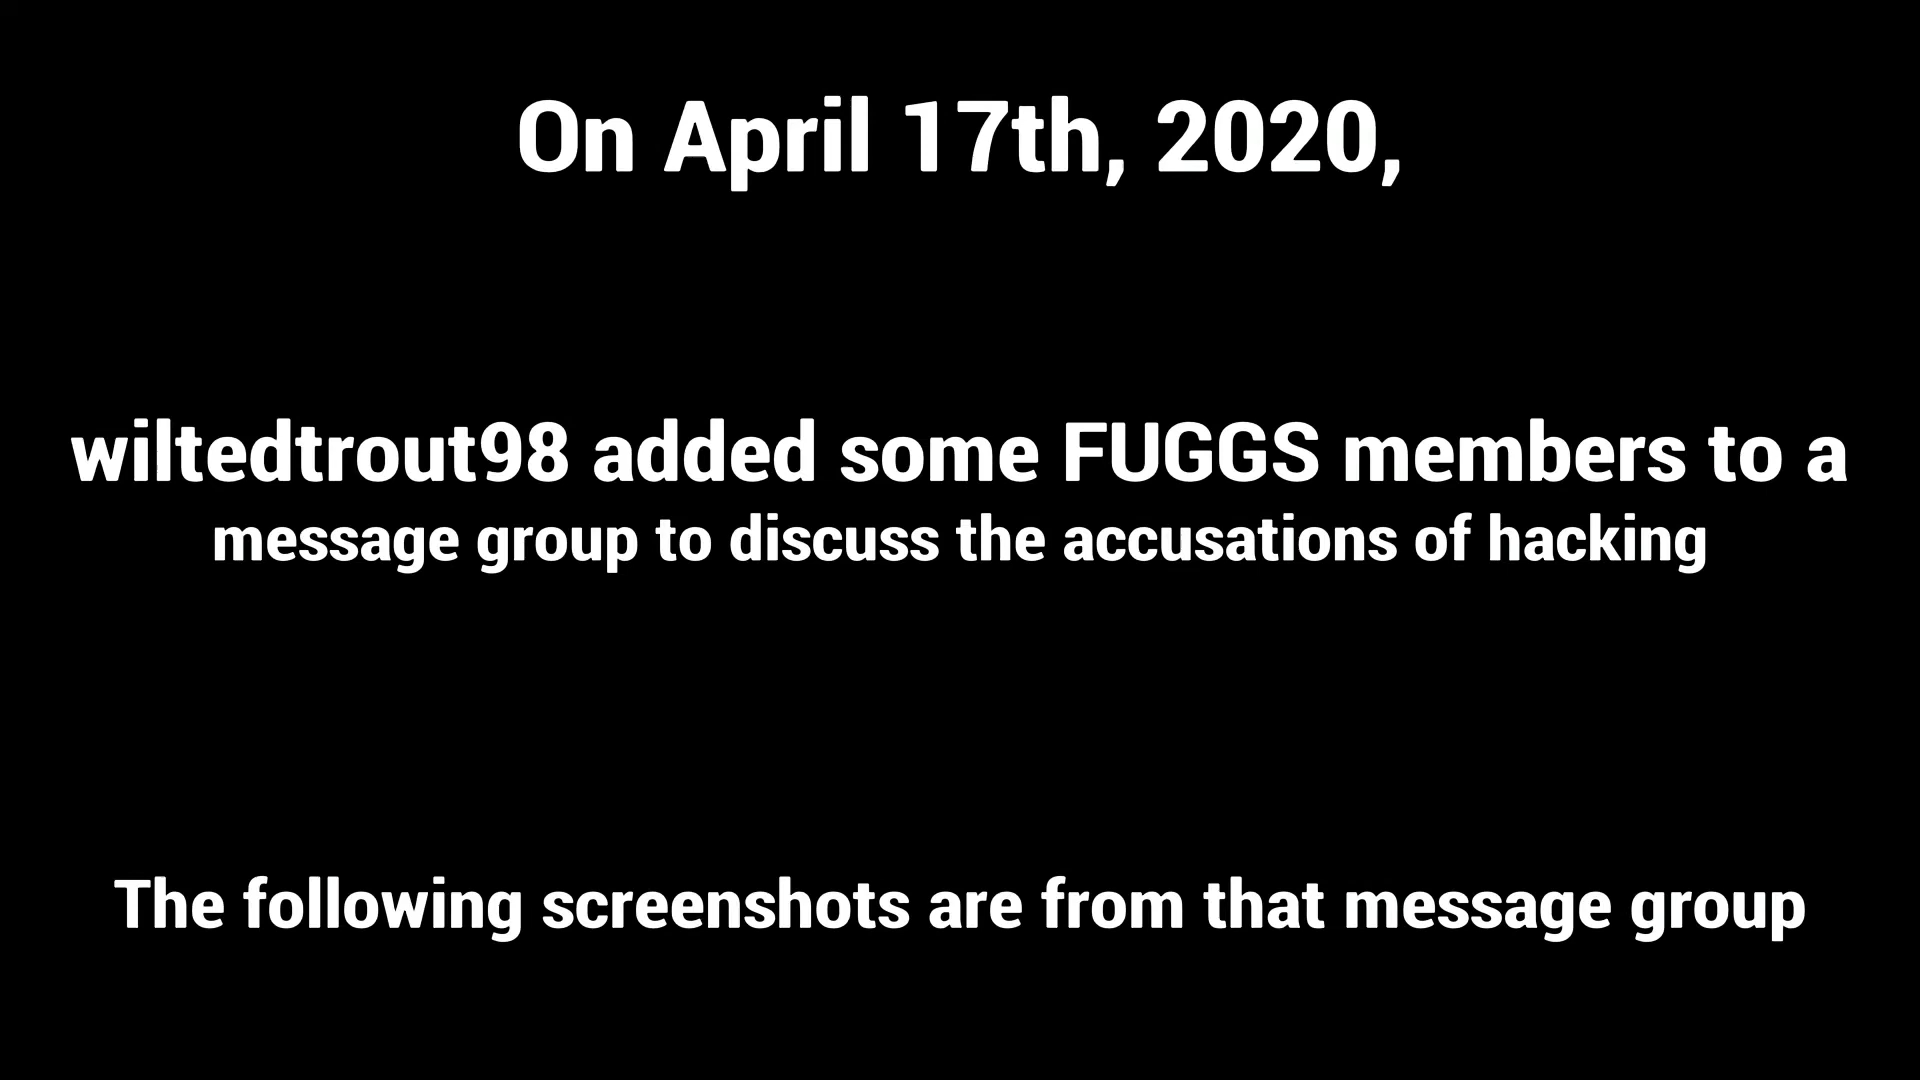 On April 17th, 2020,
wiltedtrout98 added some FUGGS members to a
message group to discuss the accusations of hacking
The following screenshots are from that message group